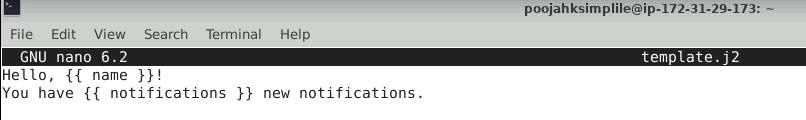 poojahksimplile@ip-172-31-29-173: ~
File Edit View Search Terminal Help
GNU nano 6.2 template.j2
Hello, {{ name }}!
You have {{ notifications }} new notifications.